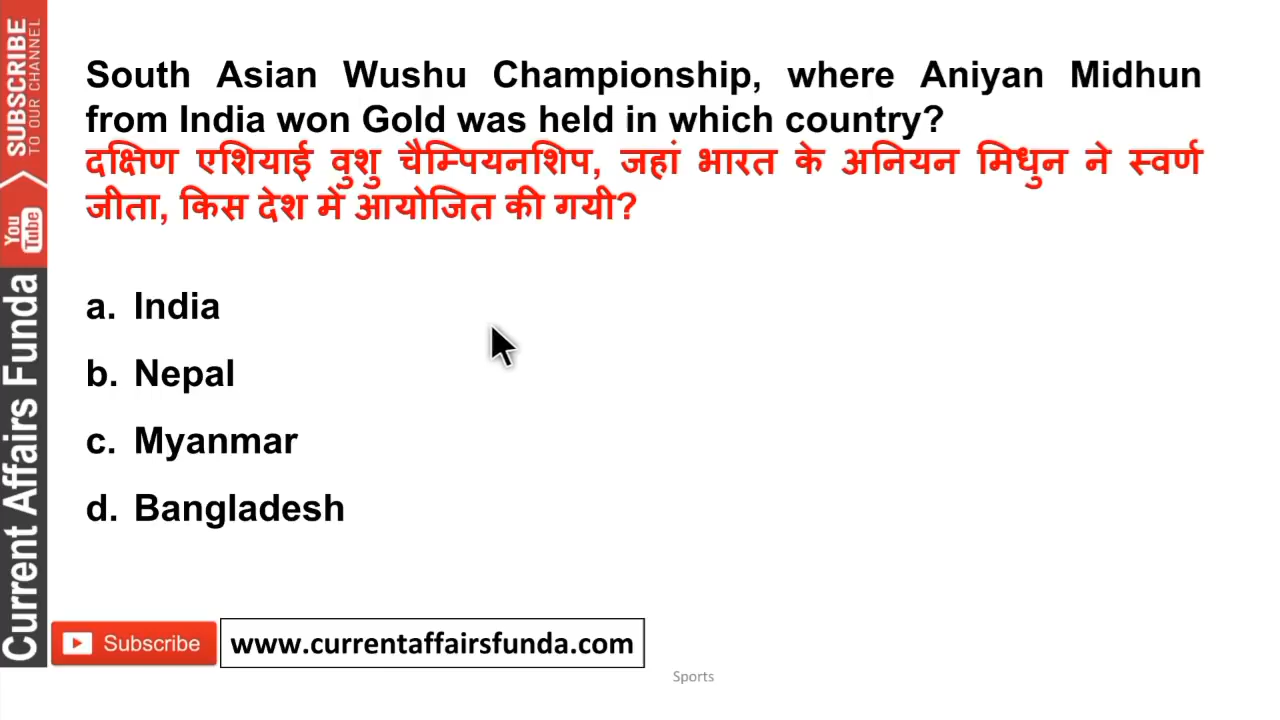 South Asian Wushu Championship, where Aniyan Midhun
from India won Gold was held in which country?
दक्षिण एशियाई वुशु चैम्पियनशिप, जहां भारत के अनियन मिधुन ने स्वर्ण
जीता, किस देश में आयोजित की गयी?
a. India
b. Nepal
c. Myanmar
d. Bangladesh
SUBSCRIBE
TO OUR CHANNEL
You
Tube
Current Affairs Funda
Subscribe
www.currentaffairsfunda.com
Sports